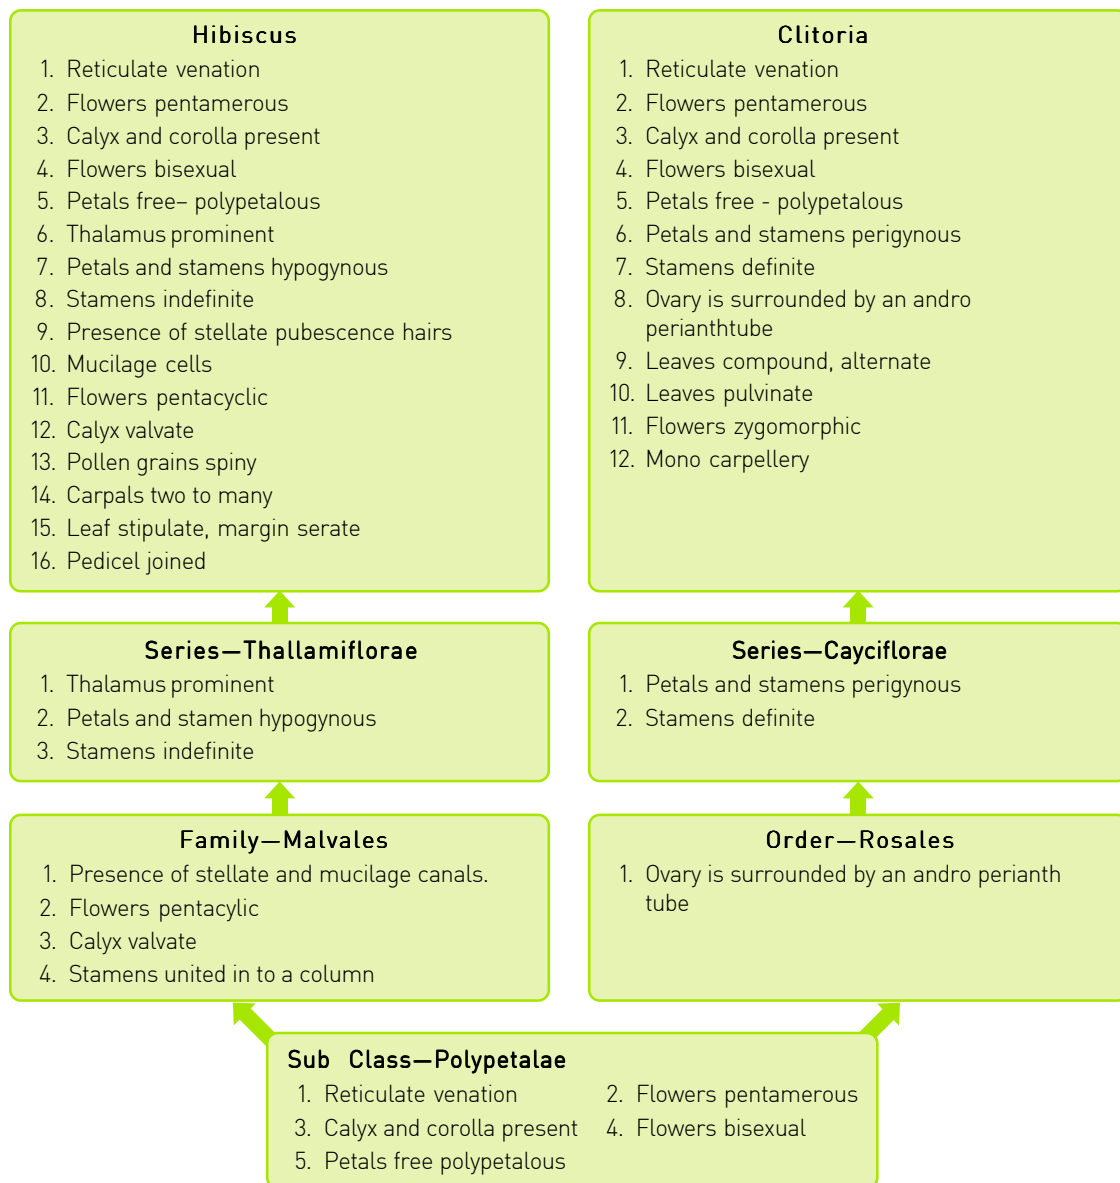 Hibiscus
1. Reticulate venation
2. Flowers pentamerous
3. Calyx and corolla present
4. Flowers bisexual
5. Petals free– polypetalous
6. Thalamus prominent
7. Petals and stamens hypogynous
8. Stamens indefinite
9. Presence of stellate pubescence hairs
10. Mucilage cells
11. Flowers pentacyclic
12. Calyx valvate
13. Pollen grains spiny
14. Carpals two to many
15. Leaf stipulate, margin serate
16. Pedicel joined
Clitoria
1. Reticulate venation
2. Flowers pentamerous
3. Calyx and corolla present
4. Flowers bisexual
5. Petals free - polypetalous
6. Petals and stamens perigynous
7. Stamens definite
8. Ovary is surrounded by an andro
perianthtube
9. Leaves compound, alternate
10. Leaves pulvinate
11. Flowers zygomorphic
12. Mono carpellery
Series—Thallamiflorae
1. Thalamus prominent
2. Petals and stamen hypogynous
3. Stamens indefinite
Series—Cayciflorae
1. Petals and stamens perigynous
2. Stamens definite
Family—Malvales
1. Presence of stellate and mucilage canals.
2. Flowers pentacylic
3. Calyx valvate
4. Stamens united in to a column
Order—Rosales
1. Ovary is surrounded by an andro perianth
tube
Sub Class—Polypetalae
1. Reticulate venation 2. Flowers pentamerous
3. Calyx and corolla present 4. Flowers bisexual
5. Petals free polypetalous